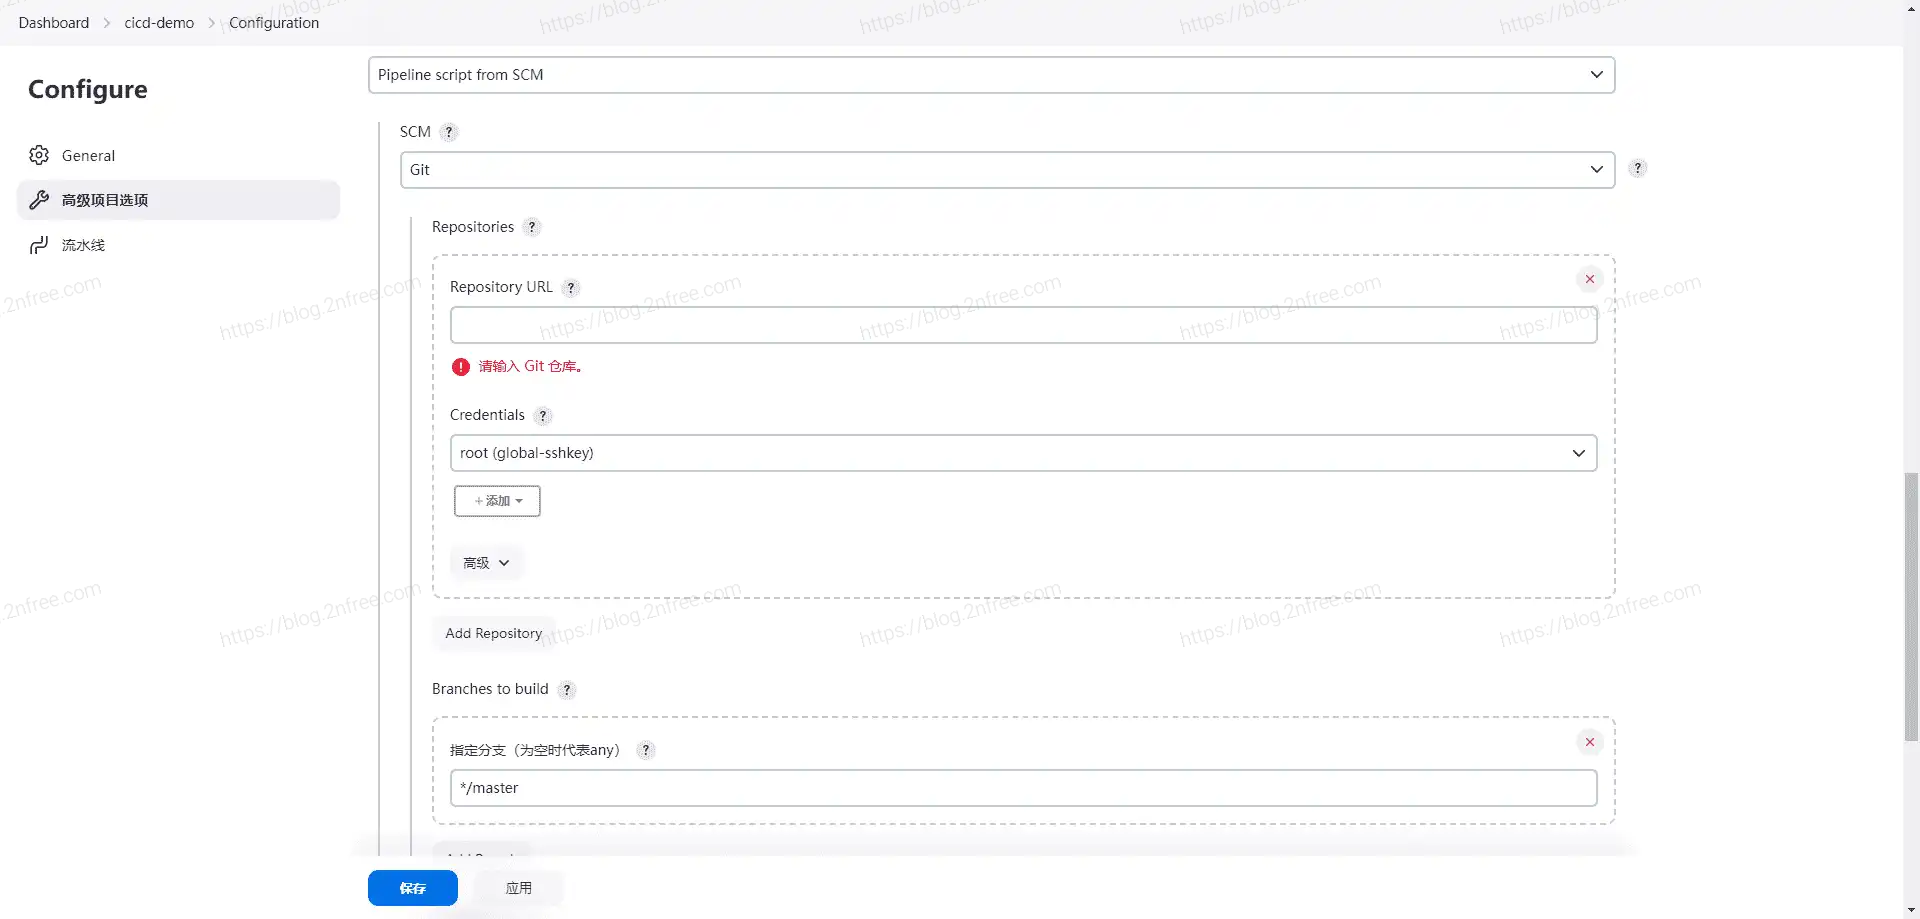 Dashboard > cicd-demo > Configuration
Configure
General
高级项目选项
流水线
Pipeline script from SCM
SCM ?
Git
?
Repositories ?
Repository URL ?
请输入 Git 仓库。
Credentials ?
root (global-sshkey)
+ 添加
高级
Add Repository
Branches to build ?
指定分支（为空时代表any） ?
*/master
保存
应用
https://blog.2nfree.com